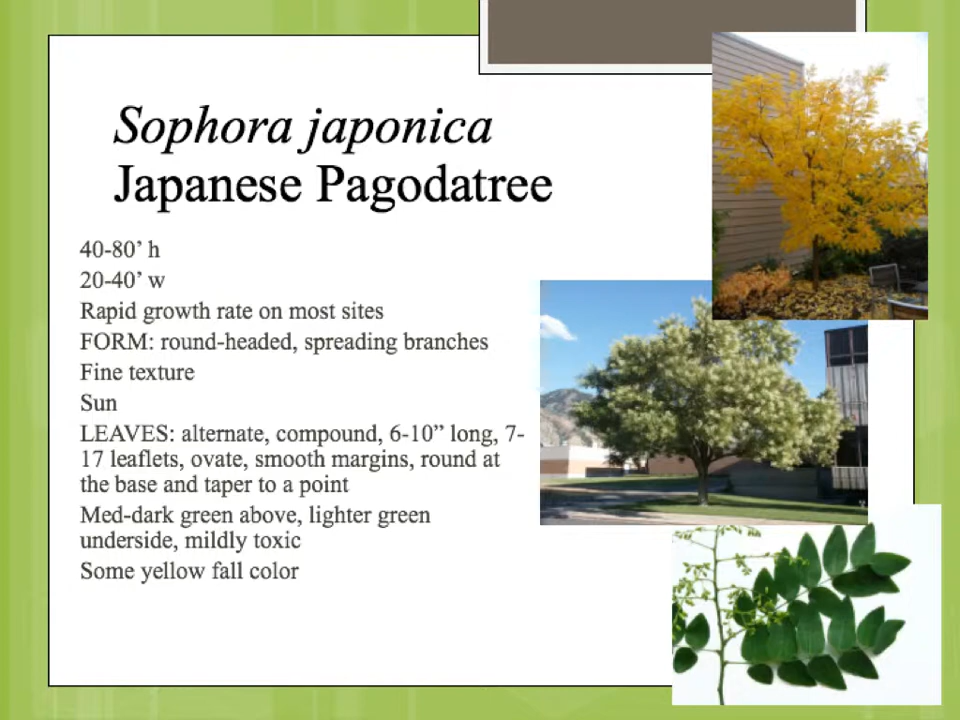 Sophora japonica
Japanese Pagodatree
40-80’ h
20-40’ w
Rapid growth rate on most sites
FORM: round-headed, spreading branches
Fine texture
Sun
LEAVES: alternate, compound, 6-10” long, 7-
17 leaflets, ovate, smooth margins, round at
the base and taper to a point
Med-dark green above, lighter green
underside, mildly toxic
Some yellow fall color